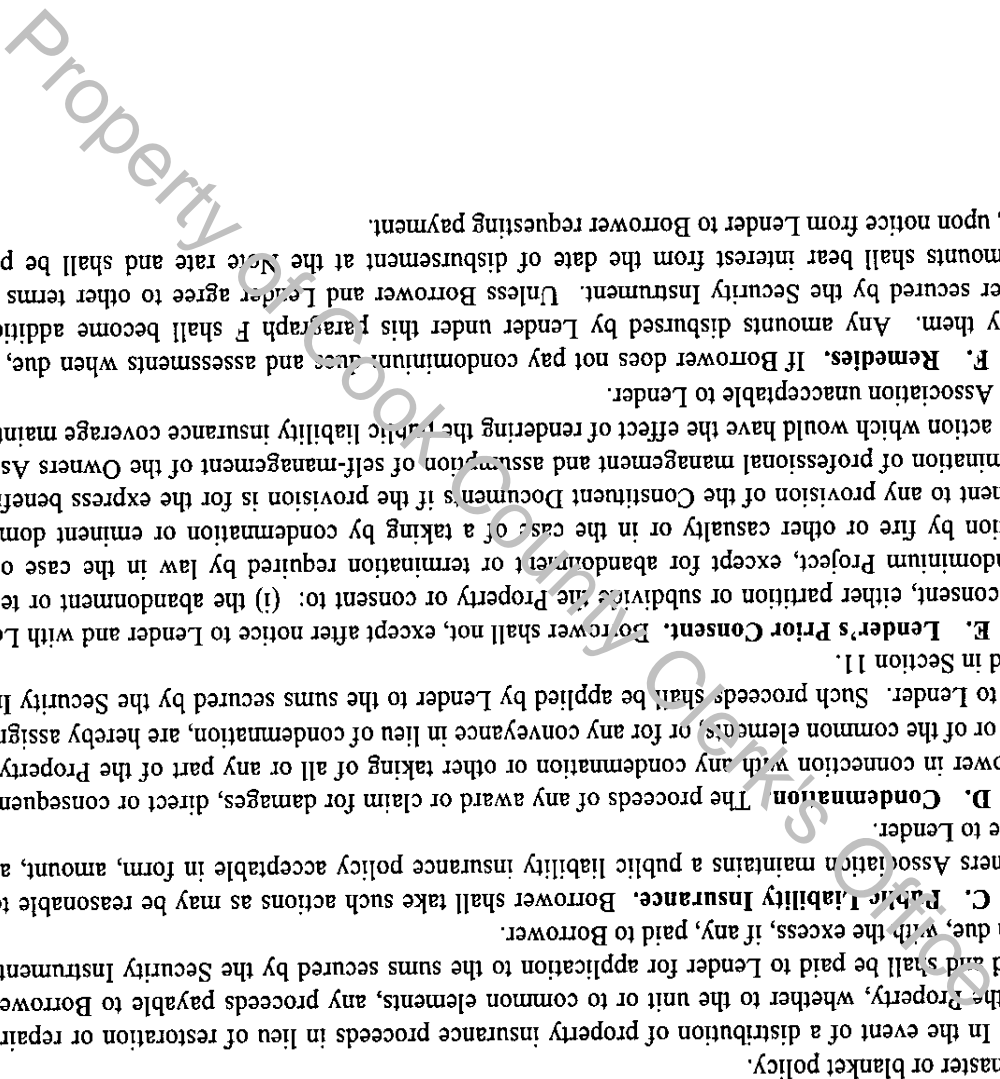 naster or blanket policy.
In the event of a distribution of property insurance proceeds in lieu of restoration or repair
the Property, whether to the unit or to common elements, any proceeds payable to Borrowe
d and shall be paid to Lender for application to the sums secured by the Security Instrument
n due, with the excess, if any, paid to Borrower.
C. Public Liability Insurance. Borrower shall take such actions as may be reasonable t
ners Association maintains a public liability insurance policy acceptable in form, amount, a
e to Lender.
D. Condemnation. The proceeds of any award or claim for damages, direct or consequen
ower in connection with any condemnation or other taking of all or any part of the Property
or of the common elements, or for any conveyance in lieu of condemnation, are hereby assig
to Lender. Such proceeds shall be applied by Lender to the sums secured by the Security I
d in Section 11.
E. Lender's Prior Consent. Borrower shall not, except after notice to Lender and with Le
consent, either partition or subdivide the Property or consent to: (i) the abandonment or te
ndominium Project, except for abandonment or termination required by law in the case o
ion by fire or other casualty or in the case of a taking by condemnation or eminent dom
ment to any provision of the Constituent Documents if the provision is for the express benefi
mination of professional management and assumption of self-management of the Owners As
action which would have the effect of rendering the public liability insurance coverage maint
Association unacceptable to Lender.
F. Remedies. If Borrower does not pay condominium dues and assessments when due,
y them. Any amounts disbursed by Lender under this paragraph F shall become additi
er secured by the Security Instrument. Unless Borrower and Lender agree to other terms
mounts shall bear interest from the date of disbursement at the Note rate and shall be p
, upon notice from Lender to Borrower requesting payment.
Property of Cook County Clerk's Office